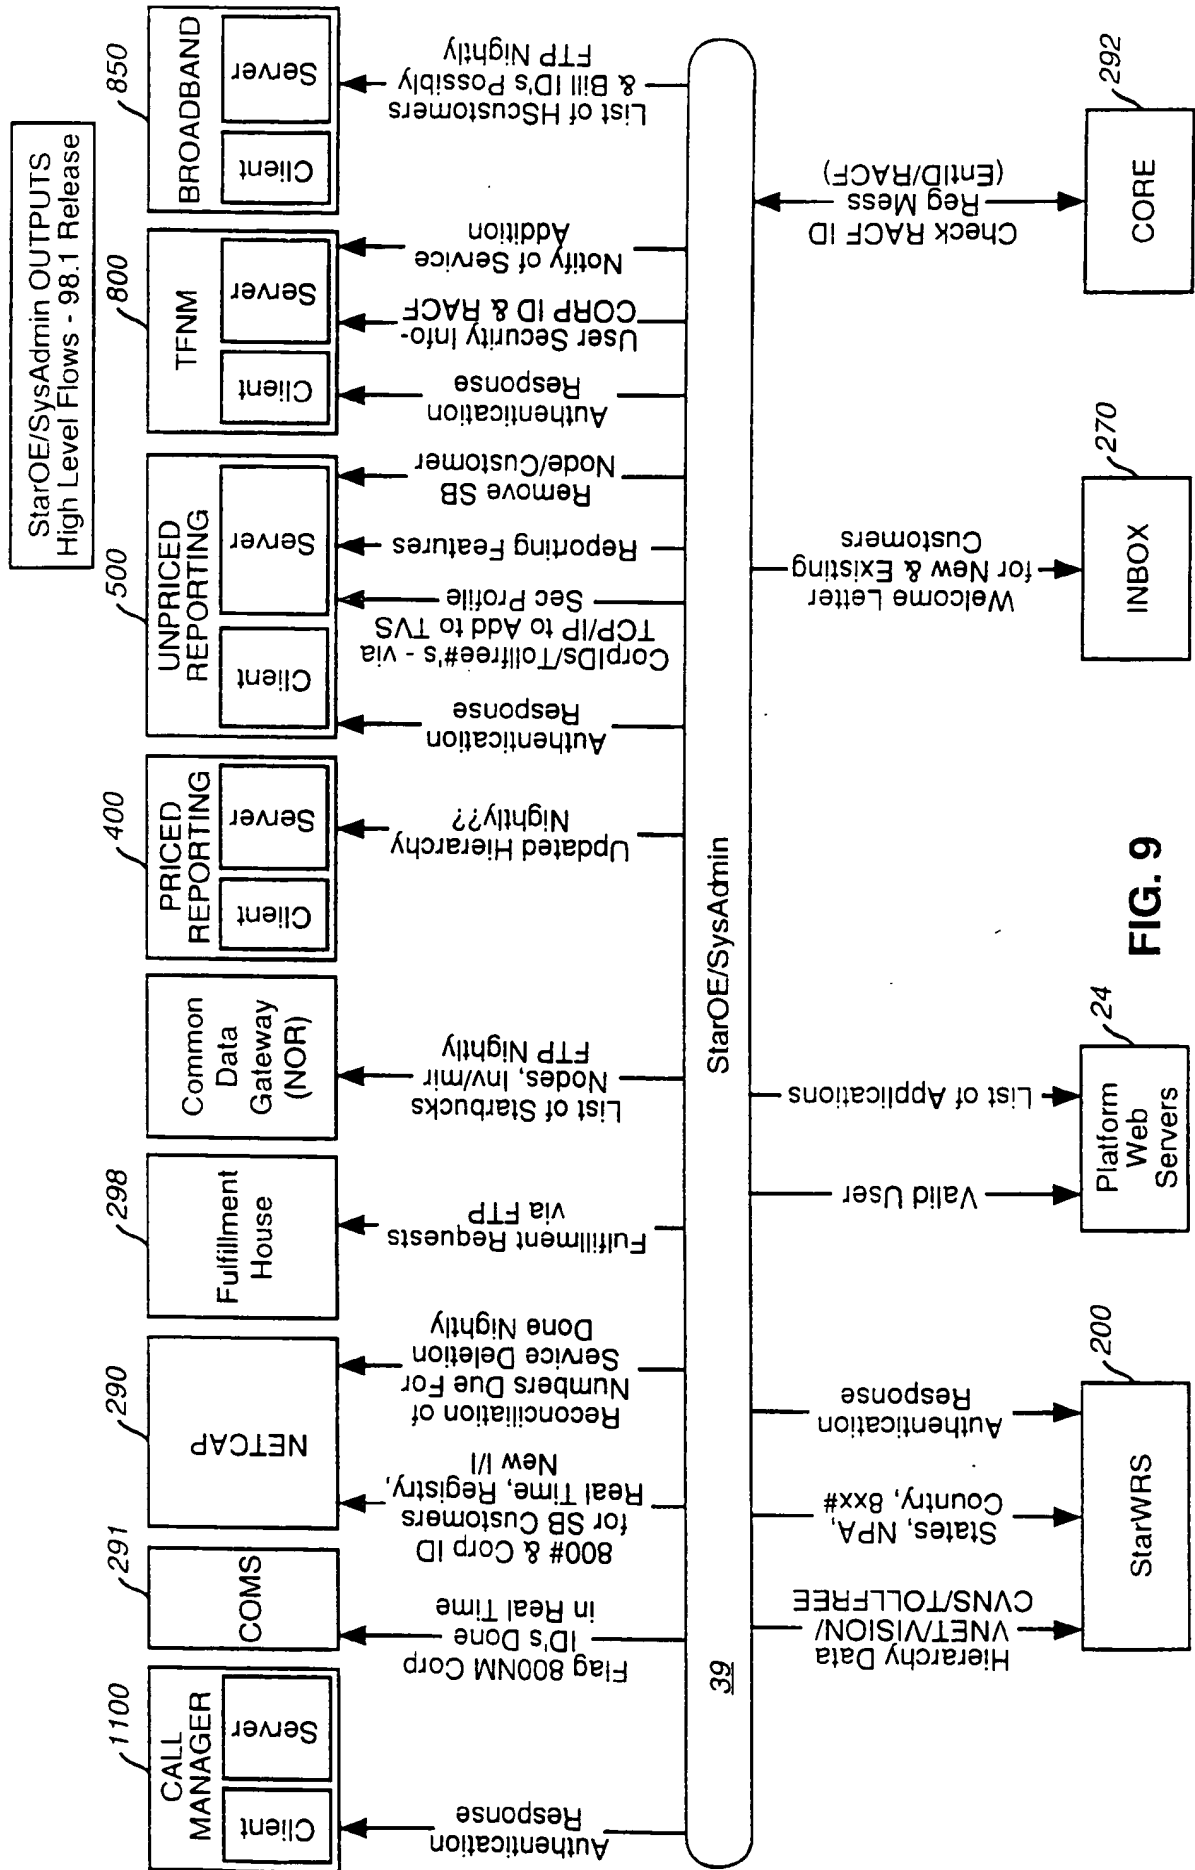 StarOE/SysAdmin OUTPUTS
High Level Flows - 98.1 Release
1100
CALL
MANAGER
Client
Server
Authentication
Response
291
COMS
Flag 800NM Corp
ID's Done
in Real Time
290
NETCAP
800# & Corp ID
for SB Customers
Real Time, Registry,
New I/I
Reconciliation of
Numbers Due For
Service Deletion
Done Nightly
298
Fulfillment
House
Fulfillment Requests
via FTP
Common
Data
Gateway
(NOR)
List of Starbucks
Nodes, Inv/mir
FTP Nightly
400
PRICED
REPORTING
Client
Server
Updated Hierarchy
Nightly??
500
UNPRICED
REPORTING
Client
Server
Authentication
Response
CorpIDs/Tollfree#'s - via
TCP/IP to Add to TVS
Sec Profile
Reporting Features
Remove SB
Node/Customer
800
TFNM
Client
Server
Authentication
Response
User Security Info-
CORP ID & RACF
Notify of Service
Addition
850
BROADBAND
Client
Server
List of HScustomers
& Bill ID's Possibly
FTP Nightly
39
StarOE/SysAdmin
Hierarchy Data
VNET/VISION/
CVNS/TOLLFREE
States, NPA,
Country, 8xx#
Authentication
Response
200
StarWRS
Valid User
List of Applications
24
Platform
Web
Servers
Welcome Letter
for New & Existing
Customers
270
INBOX
Check RACF ID
Reg Mess
(EntID/RACF)
292
CORE
FIG. 9